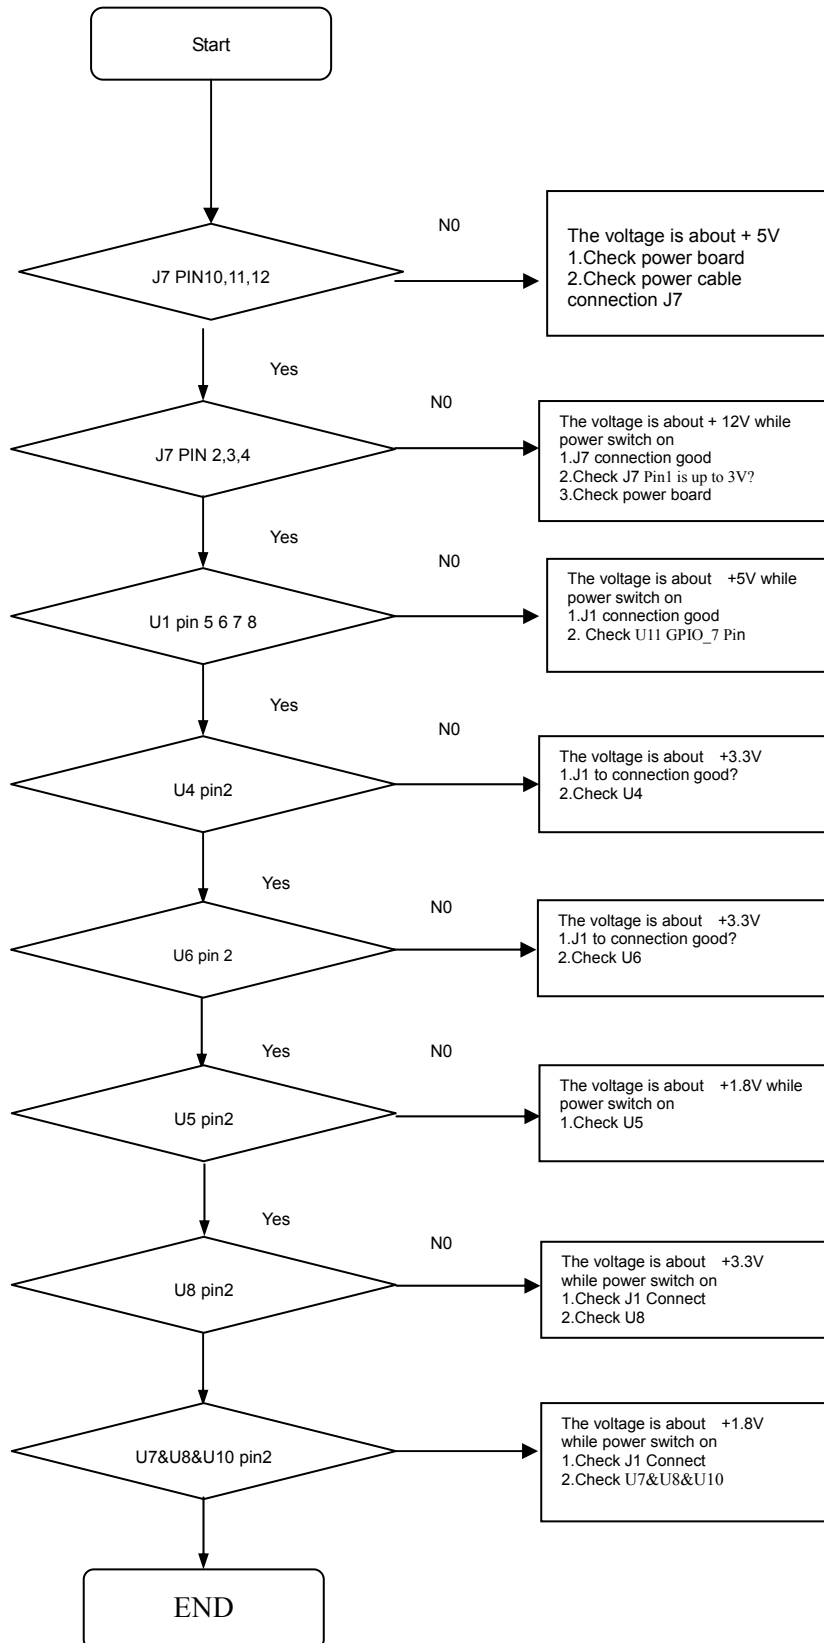 Start
N0
J7 PIN10,11,12
The voltage is about + 5V
1.Check power board
2.Check power cable
connection J7
Yes
N0
J7 PIN 2,3,4
The voltage is about + 12V while
power switch on
1.J7 connection good
2.Check J7 Pin1 is up to 3V?
3.Check power board
Yes
N0
U1 pin 5 6 7 8
The voltage is about +5V while
power switch on
1.J1 connection good
2. Check U11 GPIO_7 Pin
Yes
N0
U4 pin2
The voltage is about +3.3V
1.J1 to connection good?
2.Check U4
Yes
N0
U6 pin 2
The voltage is about +3.3V
1.J1 to connection good?
2.Check U6
Yes
N0
U5 pin2
The voltage is about +1.8V while
power switch on
1.Check U5
Yes
N0
U8 pin2
The voltage is about +3.3V
while power switch on
1.Check J1 Connect
2.Check U8
U7&U8&U10 pin2
The voltage is about +1.8V
while power switch on
1.Check J1 Connect
2.Check U7&U8&U10
END